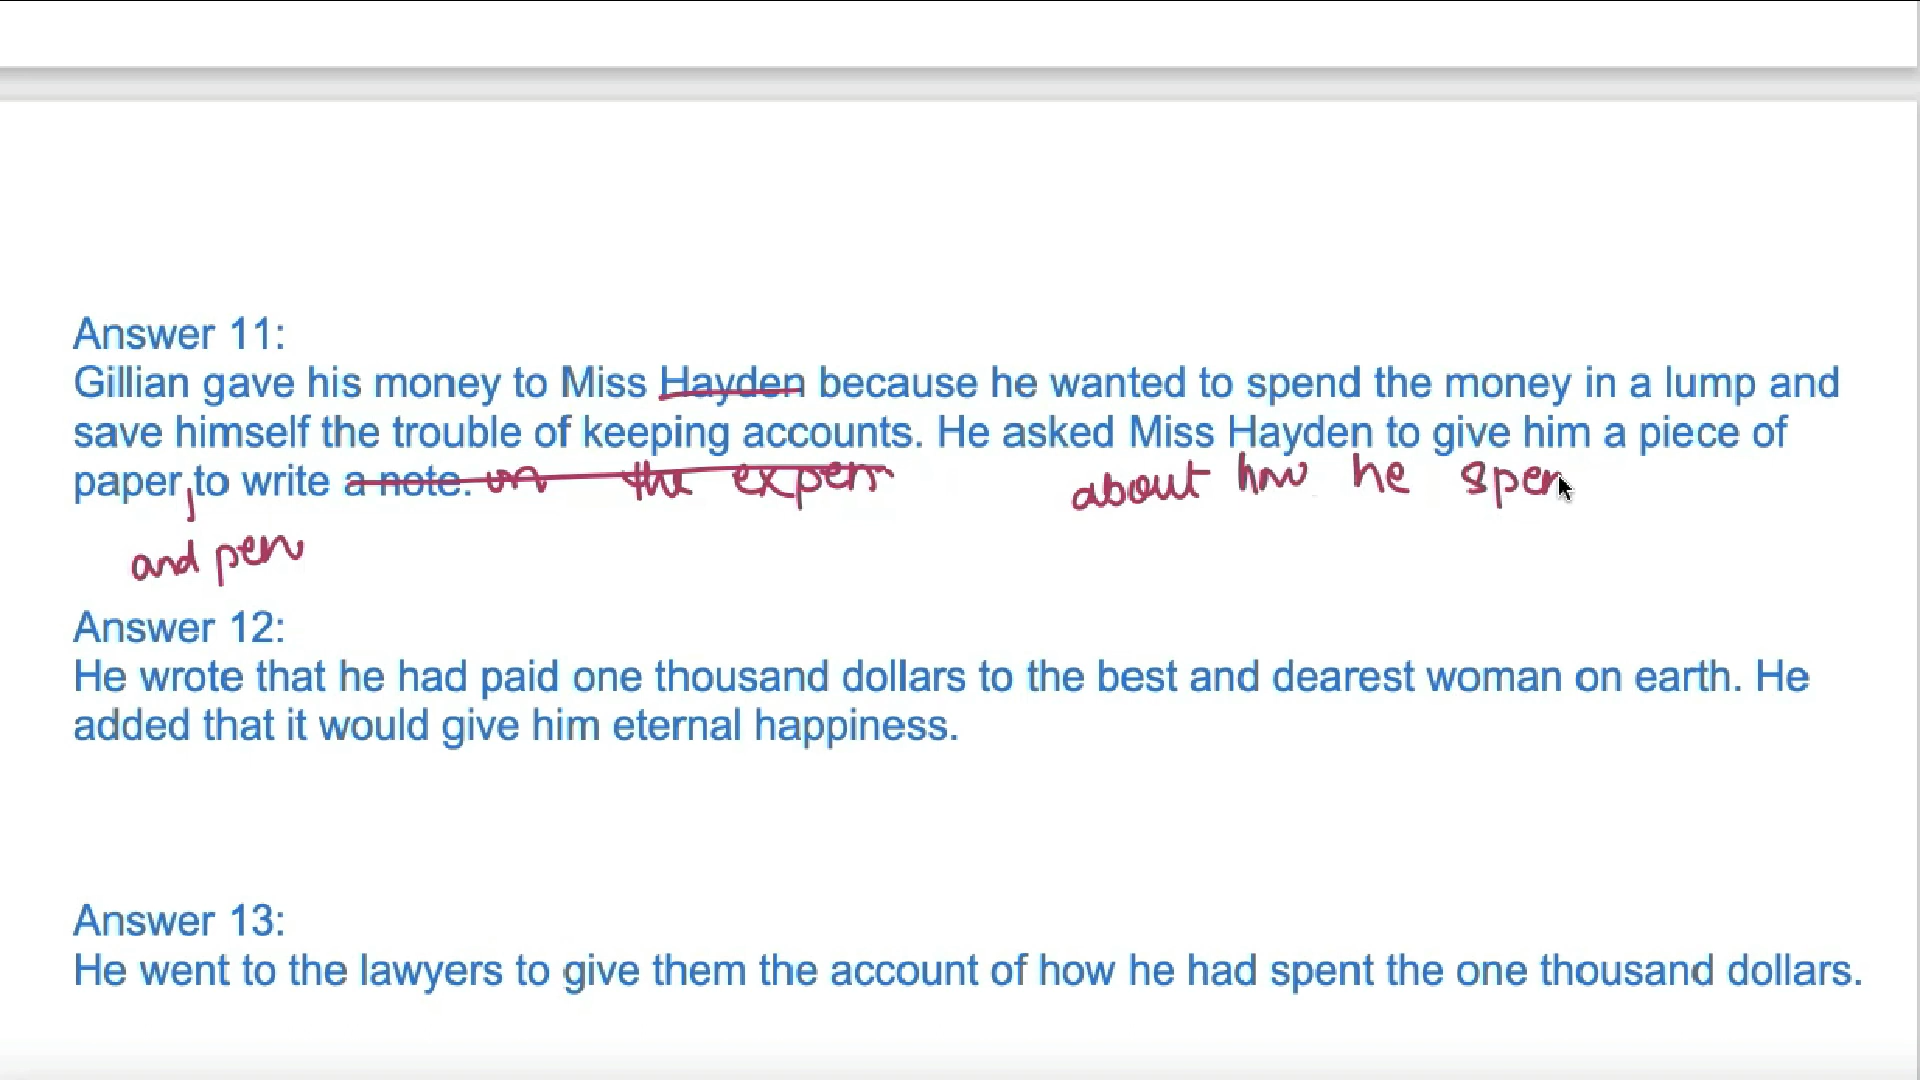 Answer 11:
Gillian gave his money to Miss Hayden because he wanted to spend the money in a lump and
save himself the trouble of keeping accounts. He asked Miss Hayden to give him a piece of
paper to write a note. on the expen about how he spen
and pen
Answer 12:
He wrote that he had paid one thousand dollars to the best and dearest woman on earth. He
added that it would give him eternal happiness.
Answer 13:
He went to the lawyers to give them the account of how he had spent the one thousand dollars.